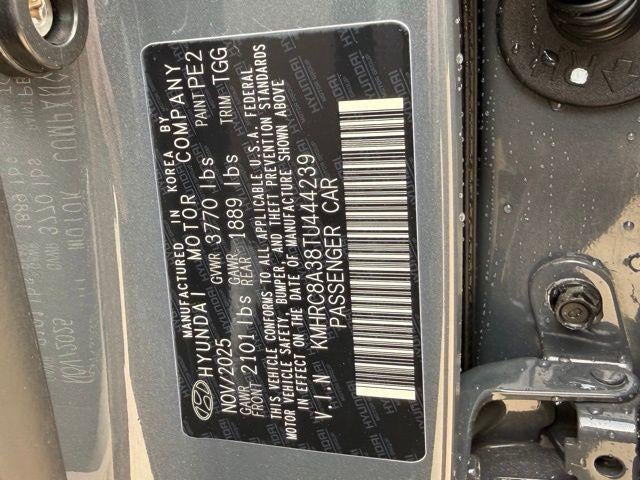 MANUFACTURED IN KOREA BY
HYUNDAI MOTOR COMPANY
NOV/2025 GVWR 3770 lbs PAINT PE2
GAWR FRONT 2101 lbs GAWR REAR 1889 lbs TRIM TGG
THIS VEHICLE CONFORMS TO ALL APPLICABLE U.S.A. FEDERAL
MOTOR VEHICLE SAFETY, BUMPER, AND THEFT PREVENTION STANDARDS
IN EFFECT ON THE DATE OF MANUFACTURE SHOWN ABOVE
V.I.N KMHRC8A38TU444239
PASSENGER CAR